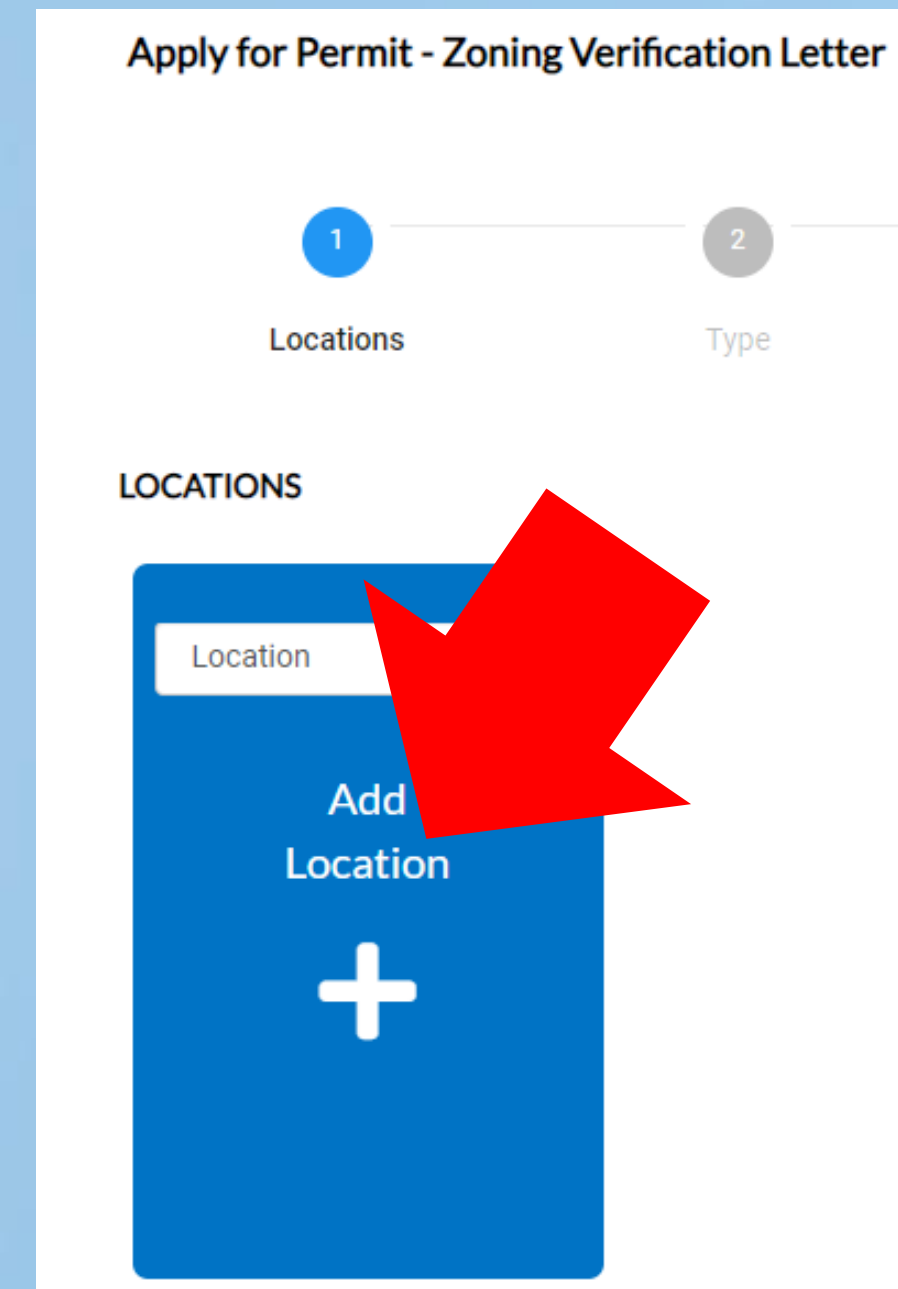 Apply for Permit - Zoning Verification Letter
1
2
Locations
Type
LOCATIONS
Location
Add
Location